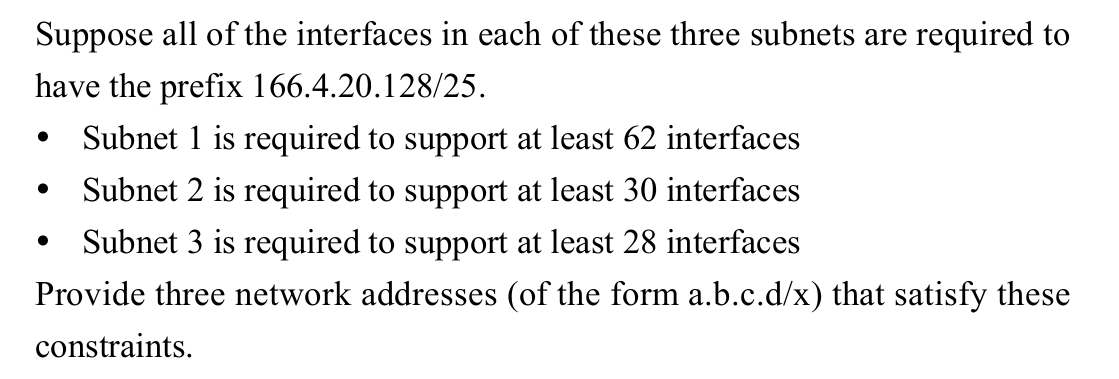 Suppose all of the interfaces in each of these three subnets are required to
have the prefix 166.4.20.128/25.
• Subnet 1 is required to support at least 62 interfaces
• Subnet 2 is required to support at least 30 interfaces
• Subnet 3 is required to support at least 28 interfaces
Provide three network addresses (of the form a.b.c.d/x) that satisfy these
constraints.